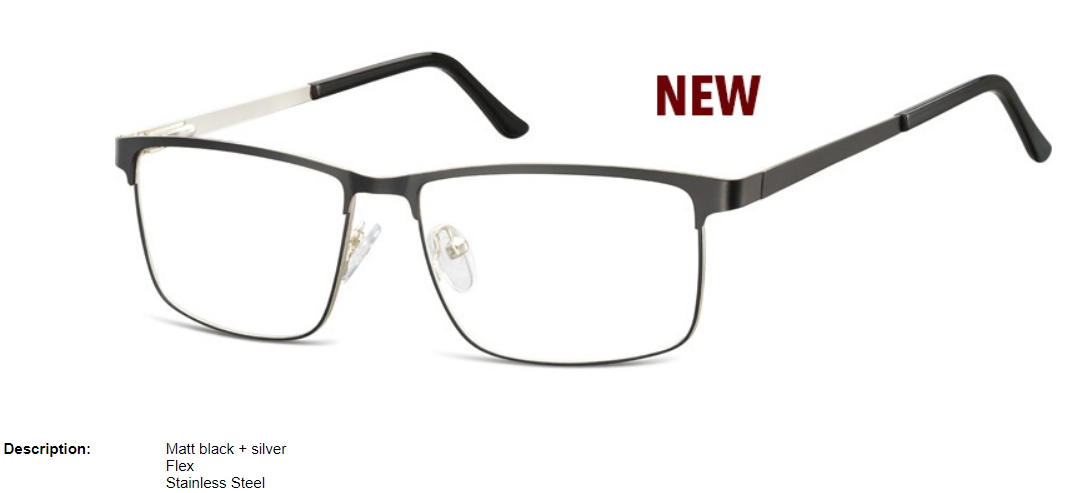 NEW
Description: Matt black + silver
Flex
Stainless Steel